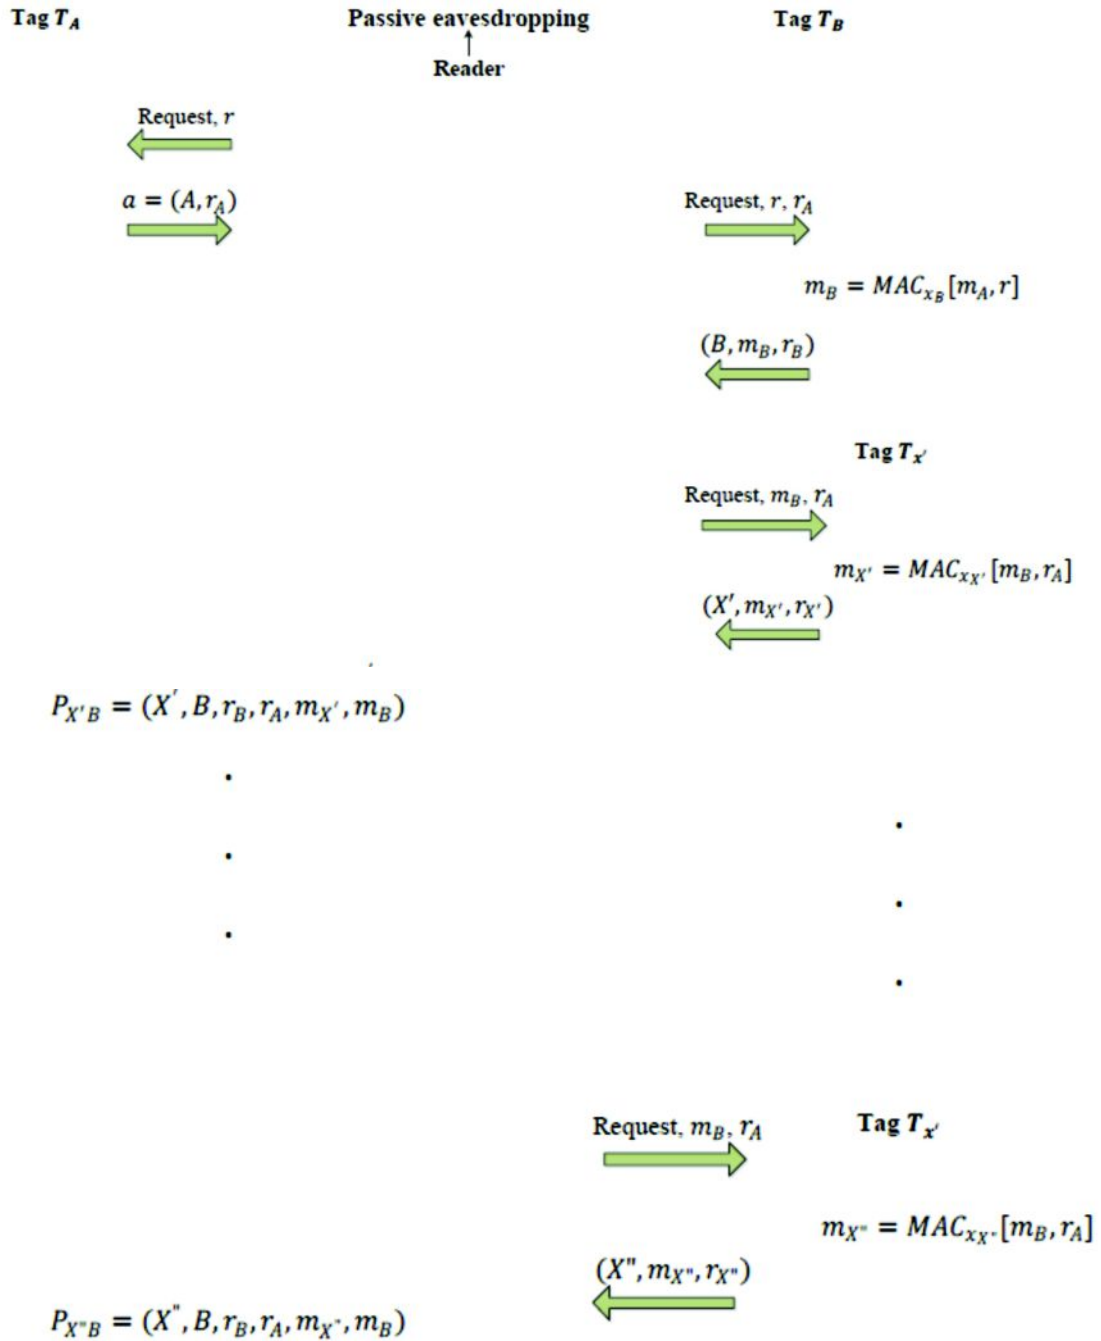 Tag T_A Passive eavesdropping Tag T_B
Reader
Request, r
a = (A, r_A)
Request, r, r_A
m_B = MAC_{x_B}[m_A, r]
(B, m_B, r_B)
Tag T_{x'}
Request, m_B, r_A
m_{X'} = MAC_{x_{X'}}[m_B, r_A]
(X', m_{X'}, r_{X'})
P_{X'B} = (X', B, r_B, r_A, m_{X'}, m_B)
Request, m_B, r_A Tag T_{x'}
m_{X"} = MAC_{x_{X"}}[m_B, r_A]
(X", m_{X"}, r_{X"})
P_{X"B} = (X", B, r_B, r_A, m_{X"}, m_B)